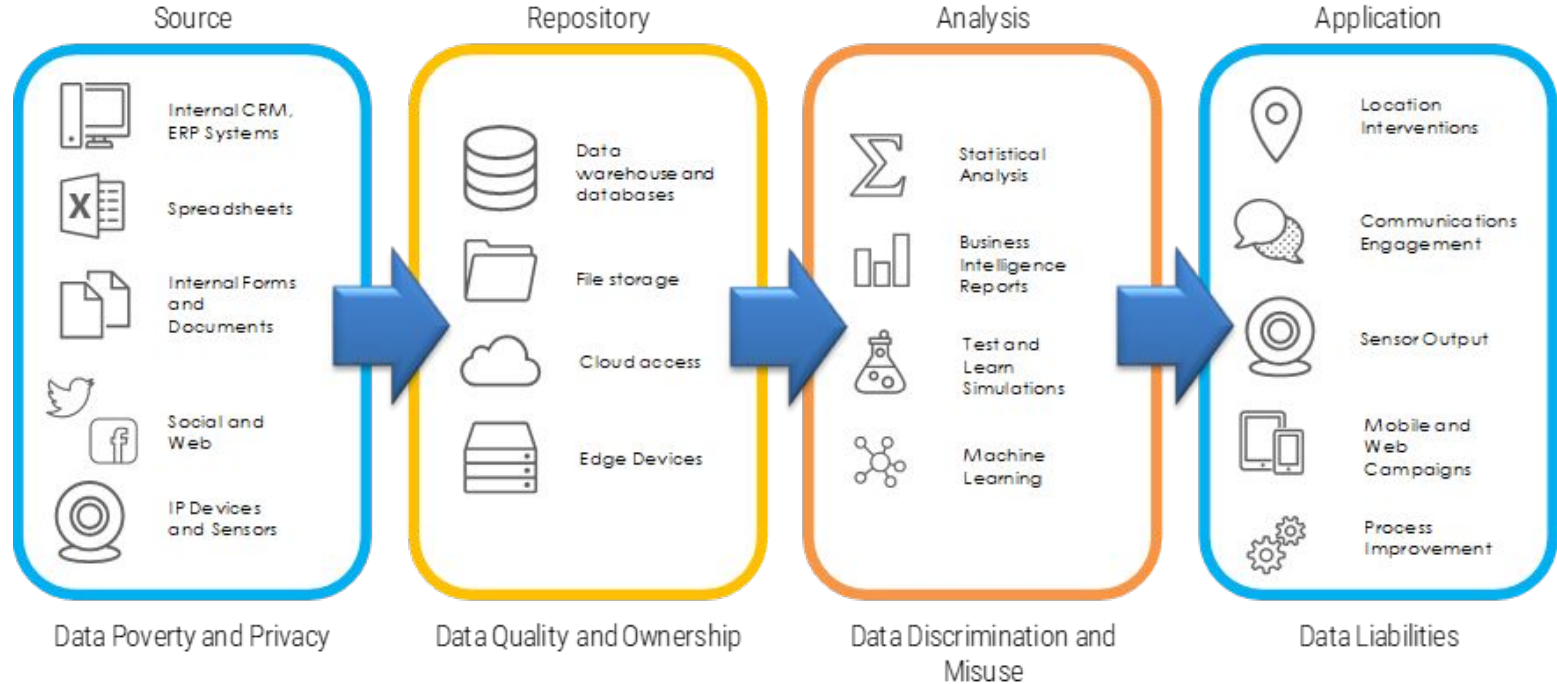 Source
Internal CRM,
ERP Systems
X
Spreadsheets
Internal Forms
and
Documents
f
Social and
Web
IP Devices
and Sensors
Data Poverty and Privacy
Repository
Data
warehouse and
databases
File storage
Cloud access
Edge Devices
Data Quality and Ownership
Analysis
Σ
Statistical
Analysis
Business
Intelligence
Reports
Test and
Learn
Simulations
Machine
Learning
Data Discrimination and
Misuse
Application
Location
Interventions
Communications
Engagement
Sensor Output
Mobile and
Web
Campaigns
Process
Improvement
Data Liabilities